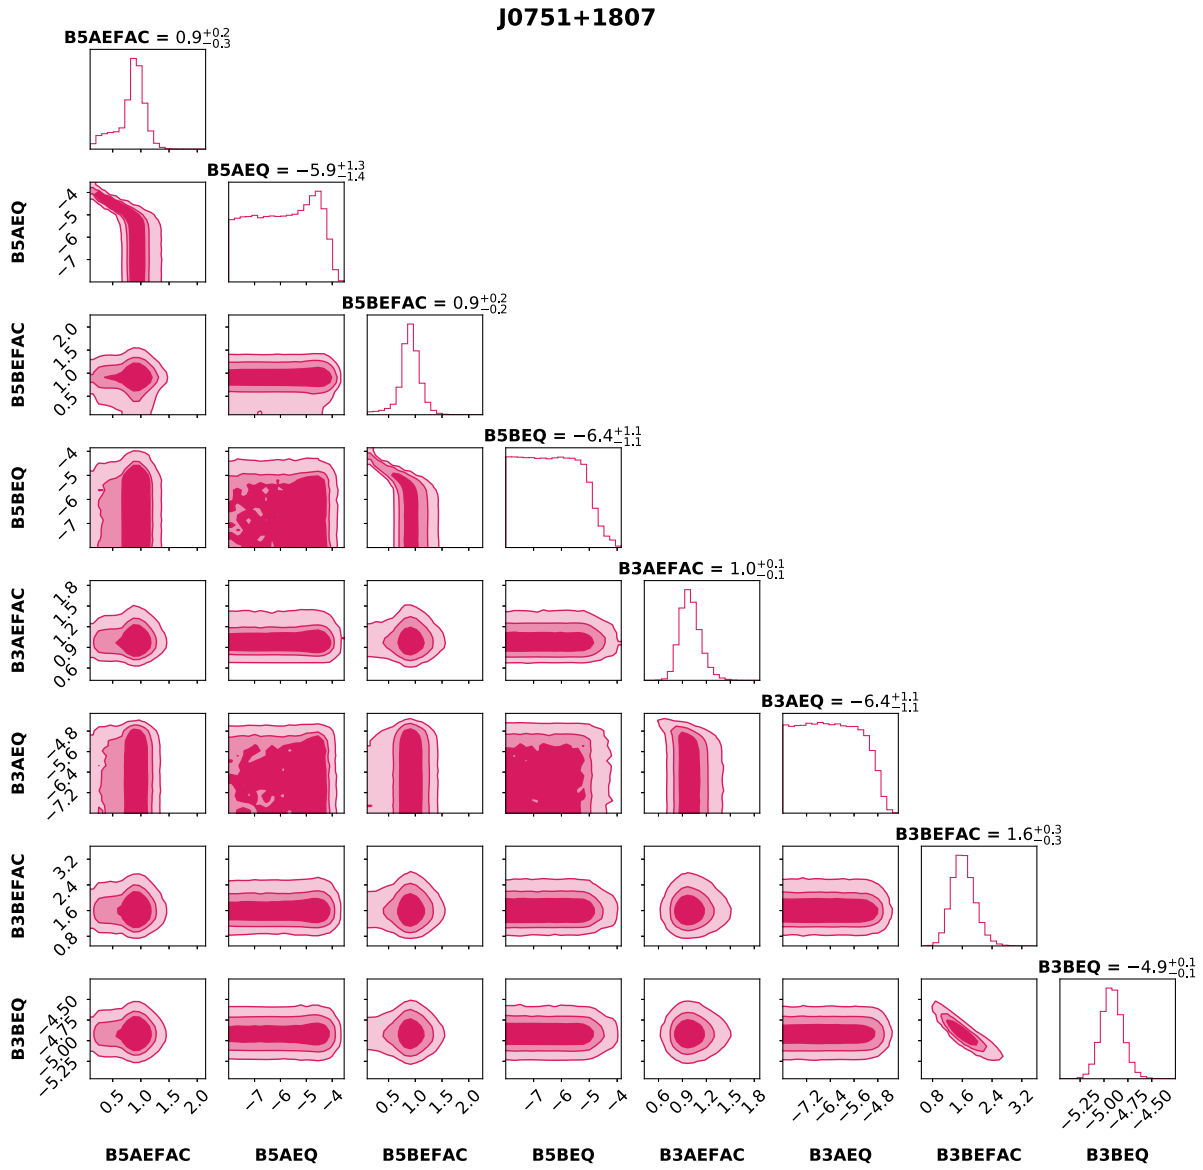 J0751+1807
B5AEFAC = 0.9+0.2−0.3
B5AEQ = −5.9+1.3−1.4
B5AEQ
−4
−5
−6
−7
B5BEFAC = 0.9+0.2−0.2
B5BEFAC
2.0
1.5
1.0
0.5
B5BEQ = −6.4+1.1−1.1
B5BEQ
−4
−5
−6
−7
B3AEFAC = 1.0+0.1−0.1
B3AEFAC
1.8
1.5
1.2
0.9
0.6
B3AEQ = −6.4+1.1−1.1
B3AEQ
−4.8
−5.6
−6.4
−7.2
B3BEFAC = 1.6+0.3−0.3
B3BEFAC
3.2
2.4
1.6
0.8
B3BEQ = −4.9+0.1−0.1
B3BEQ
−4.50
−4.75
−5.00
−5.25
0.5 1.0 1.5 2.0 −7 −6 −5 −4 0.5 1.0 1.5 2.0 −7 −6 −5 −4 0.6 0.9 1.2 1.5 1.8 −7.2 −6.4 −5.6 −4.8 0.8 1.6 2.4 3.2 −5.25 −5.00 −4.75 −4.50
B5AEFAC B5AEQ B5BEFAC B5BEQ B3AEFAC B3AEQ B3BEFAC B3BEQ